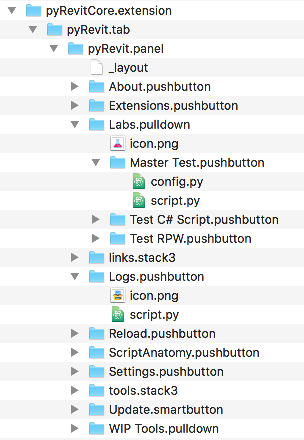 pyRevitCore.extension
pyRevit.tab
pyRevit.panel
_layout
About.pushbutton
Extensions.pushbutton
Labs.pulldown
icon.png
Master Test.pushbutton
config.py
script.py
Test C# Script.pushbutton
Test RPW.pushbutton
links.stack3
Logs.pushbutton
icon.png
script.py
Reload.pushbutton
ScriptAnatomy.pushbutton
Settings.pushbutton
tools.stack3
Update.smartbutton
WIP Tools.pulldown